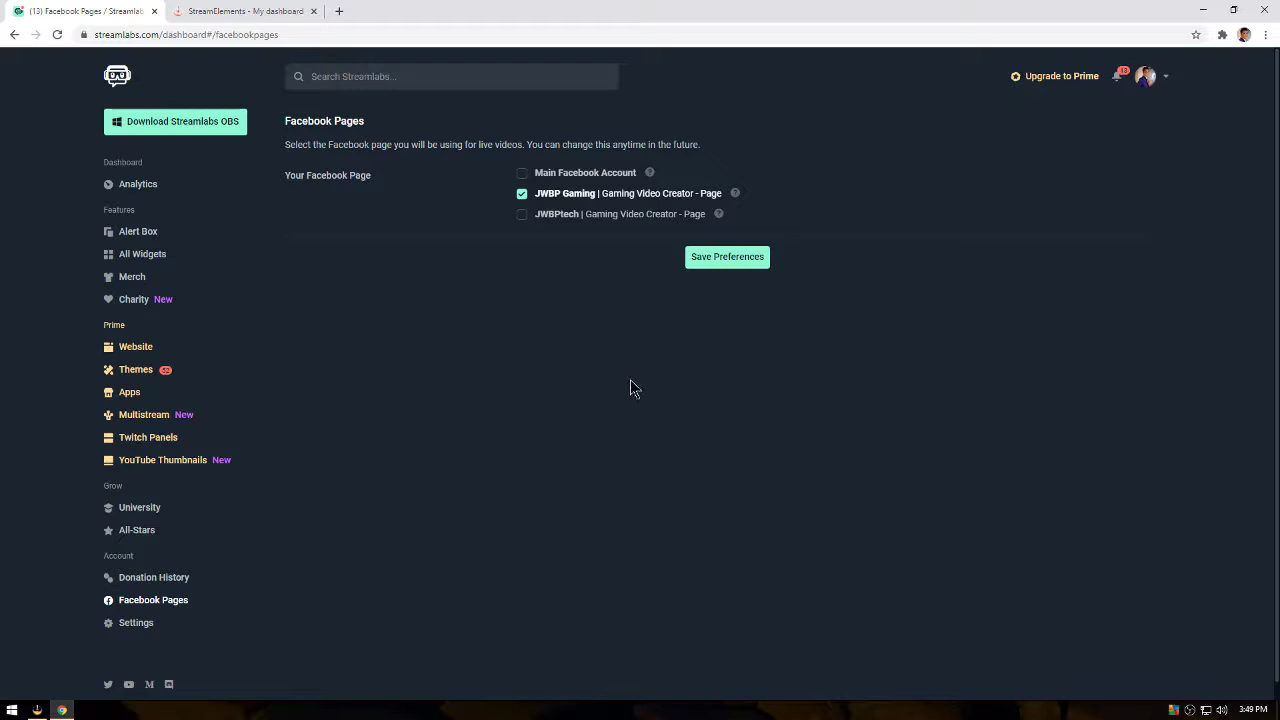 (13) Facebook Pages / Streamlab
StreamElements - My dashboard
streamlabs.com/dashboard#/facebookpages
Search Streamlabs...
Upgrade to Prime
13
Download Streamlabs OBS
Facebook Pages
Select the Facebook page you will be using for live videos. You can change this anytime in the future.
Your Facebook Page
Main Facebook Account
JWBP Gaming | Gaming Video Creator - Page
JWBPtech | Gaming Video Creator - Page
Save Preferences
Dashboard
Analytics
Features
Alert Box
All Widgets
Merch
Charity New
Prime
Website
Themes
Apps
Multistream New
Twitch Panels
YouTube Thumbnails New
Grow
University
All-Stars
Account
Donation History
Facebook Pages
Settings
3:49 PM